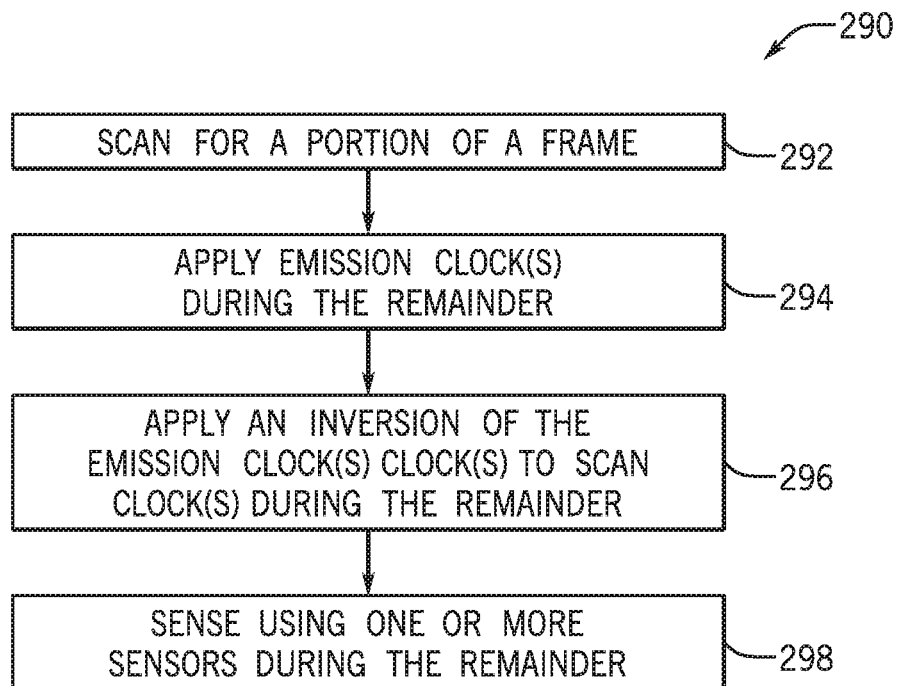 290
SCAN FOR A PORTION OF A FRAME
292
APPLY EMISSION CLOCK(S)
DURING THE REMAINDER
294
APPLY AN INVERSION OF THE
EMISSION CLOCK(S) CLOCK(S) TO SCAN
CLOCK(S) DURING THE REMAINDER
296
SENSE USING ONE OR MORE
SENSORS DURING THE REMAINDER
298